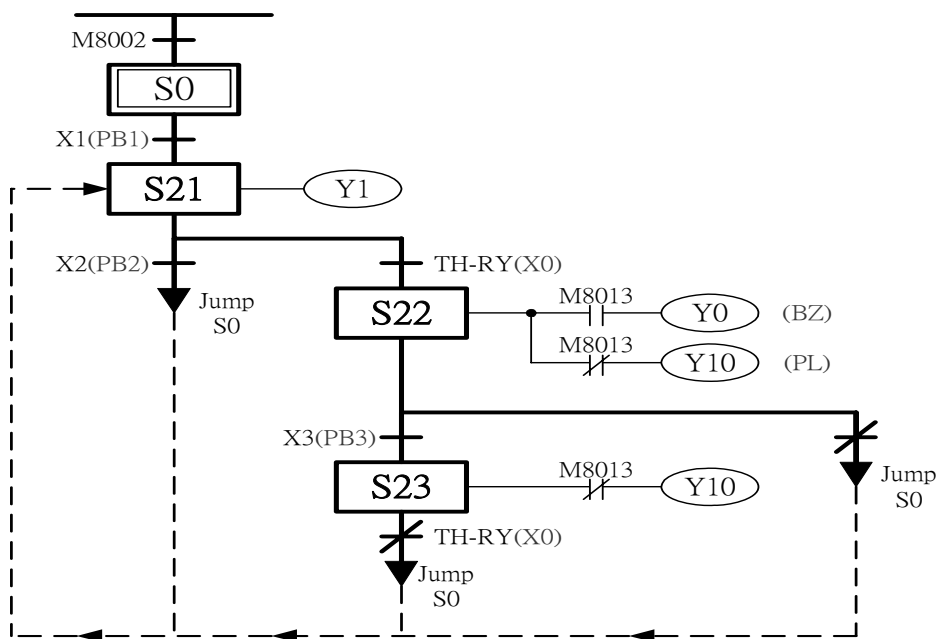 M8002
S0
X1(PB1)
S21
Y1
X2(PB2)
TH-RY(X0)
Jump
S0
S22
M8013
Y0
(BZ)
M8013
Y10
(PL)
X3(PB3)
S23
M8013
Y10
Jump
S0
TH-RY(X0)
Jump
S0